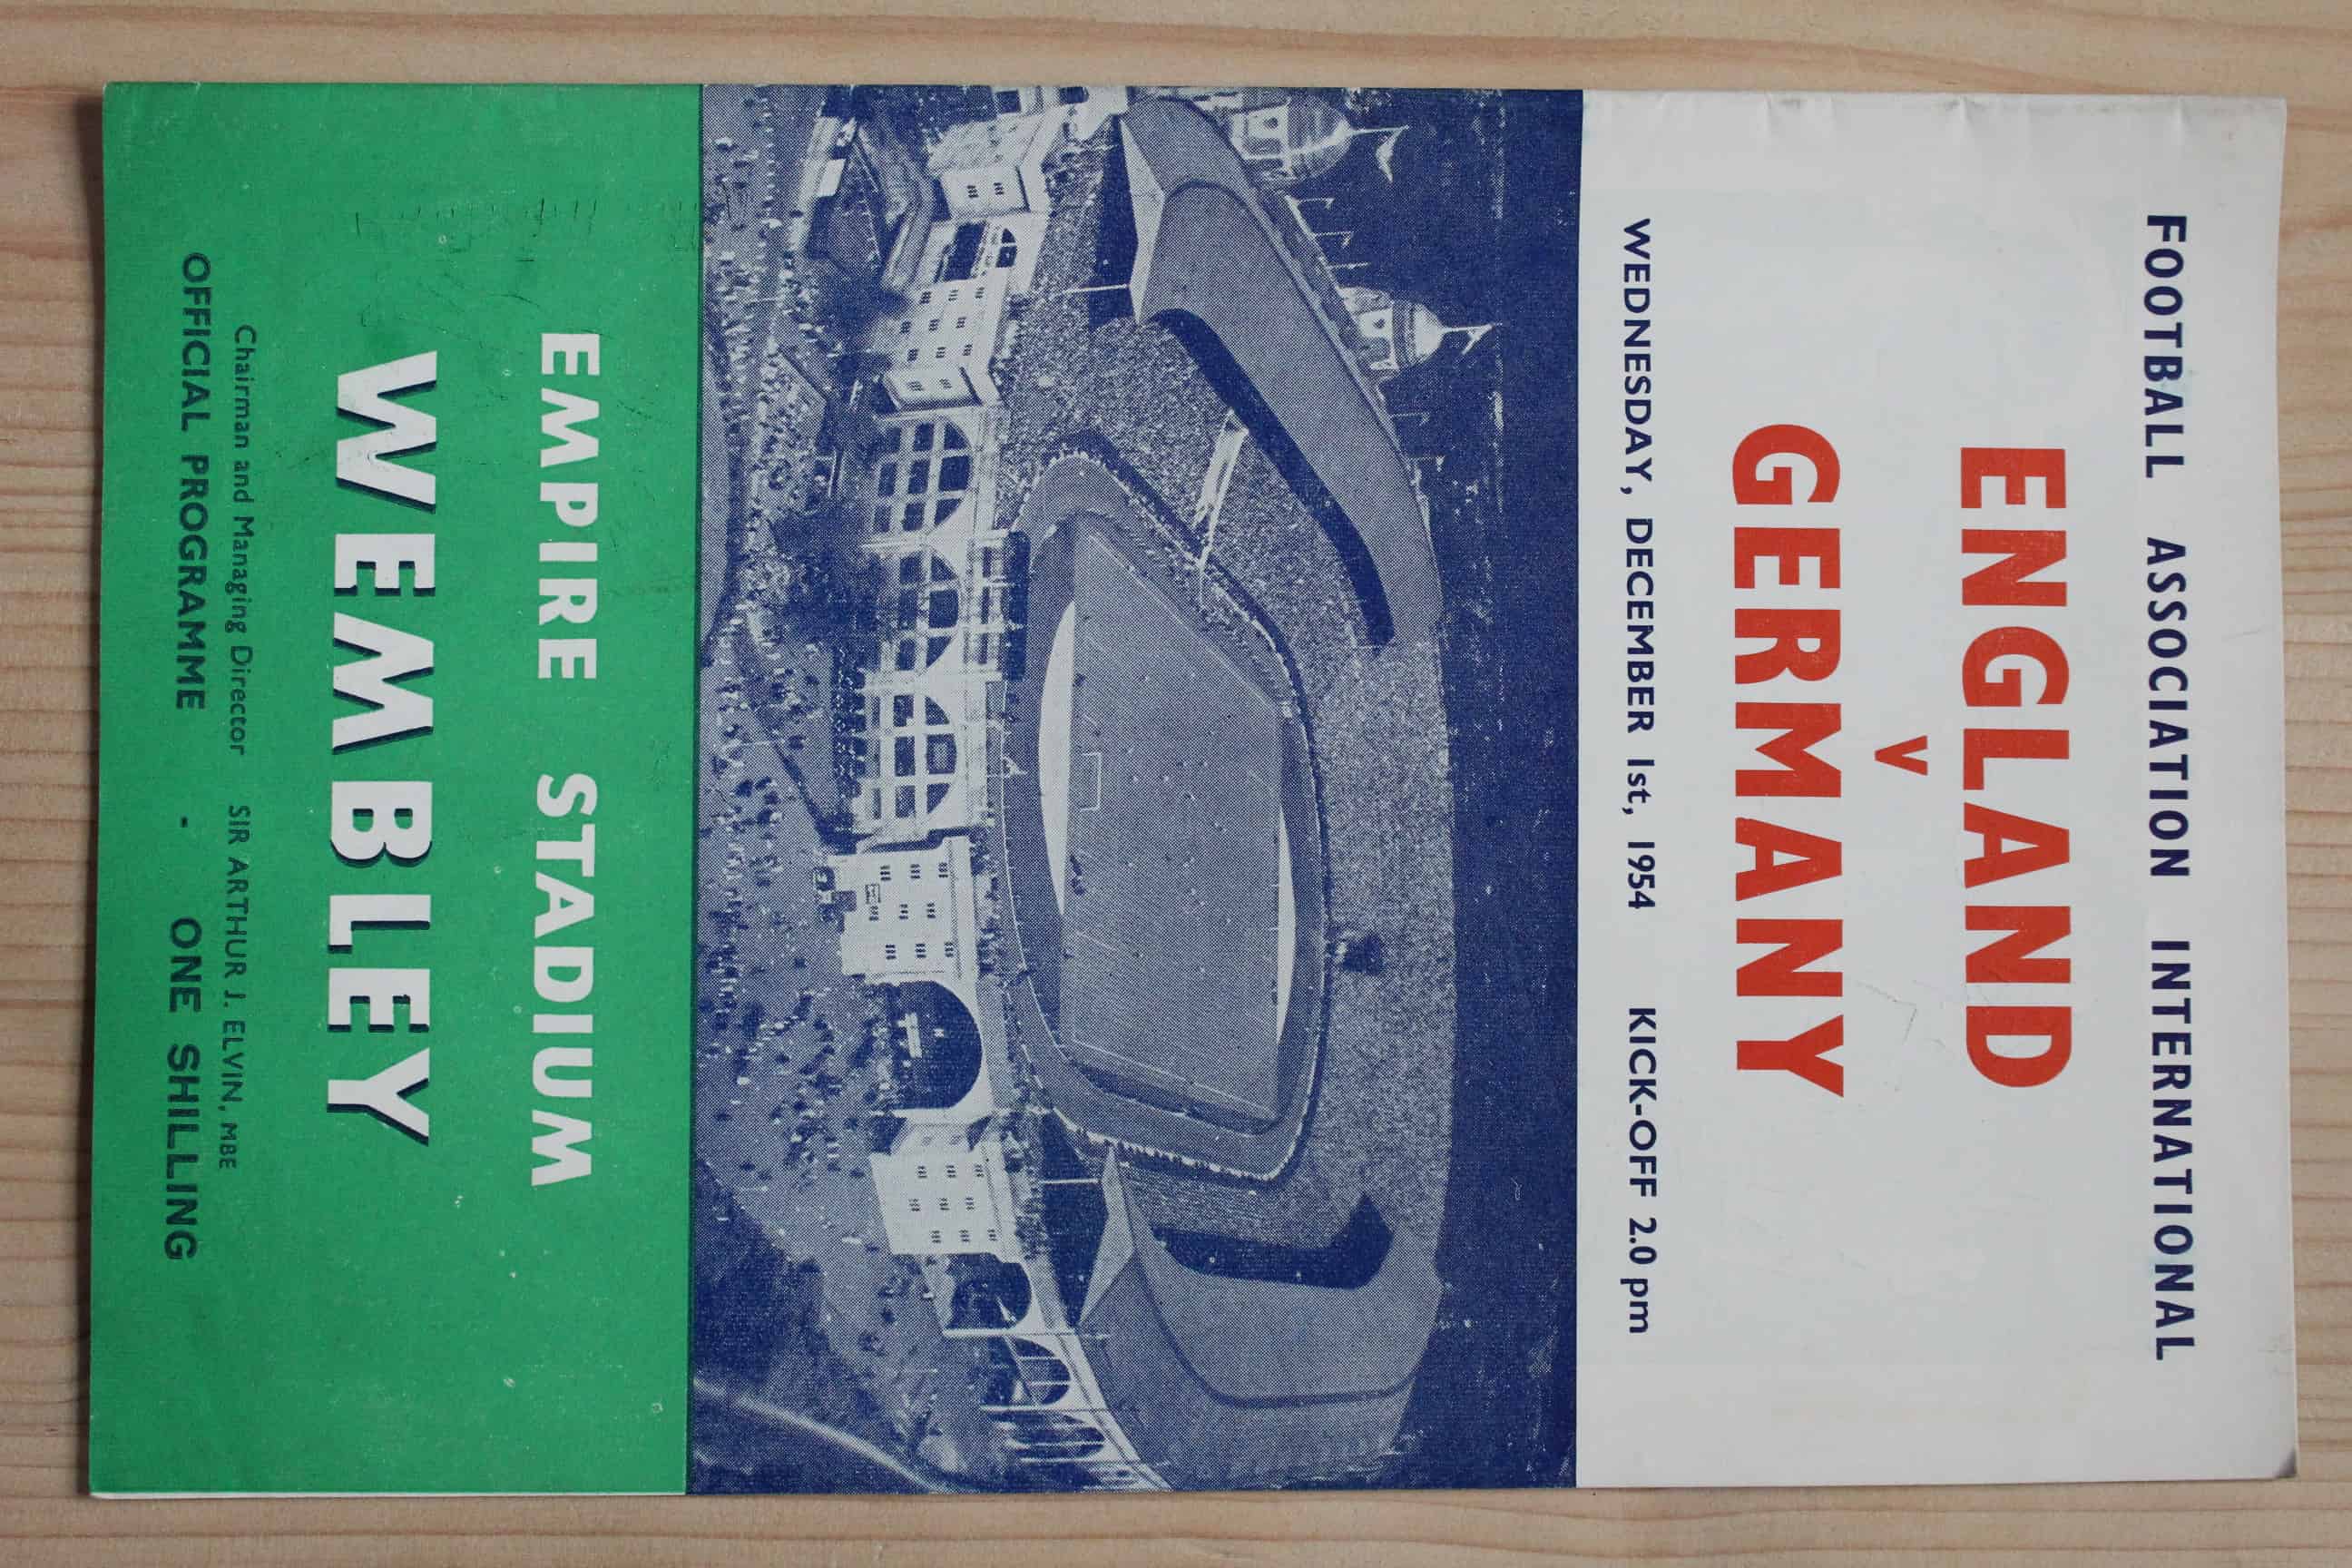 FOOTBALL ASSOCIATION INTERNATIONAL
ENGLAND
v
GERMANY
WEDNESDAY, DECEMBER 1st, 1954 KICK-OFF 2.0 pm
EMPIRE STADIUM
WEMBLEY
Chairman and Managing Director SIR ARTHUR J. ELVIN, MBE
OFFICIAL PROGRAMME - ONE SHILLING